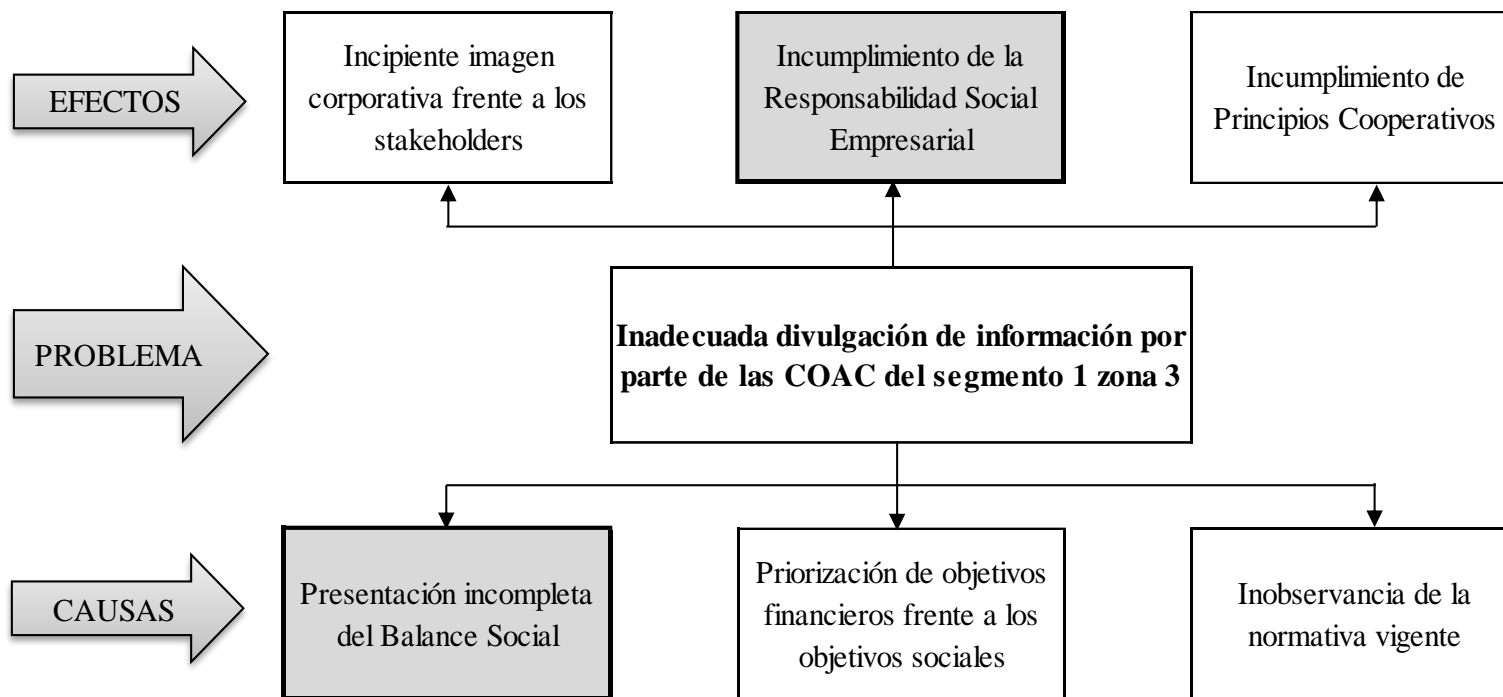 EFECTOS
Incipiente imagen
corporativa frente a los
stakeholders
Incumplimiento de la
Responsabilidad Social
Empresarial
Incumplimiento de
Principios Cooperativos
PROBLEMA
Inadecuada divulgación de información por
parte de las COAC del segmento 1 zona 3
CAUSAS
Presentación incompleta
del Balance Social
Priorización de objetivos
financieros frente a los
objetivos sociales
Inobservancia de la
normativa vigente